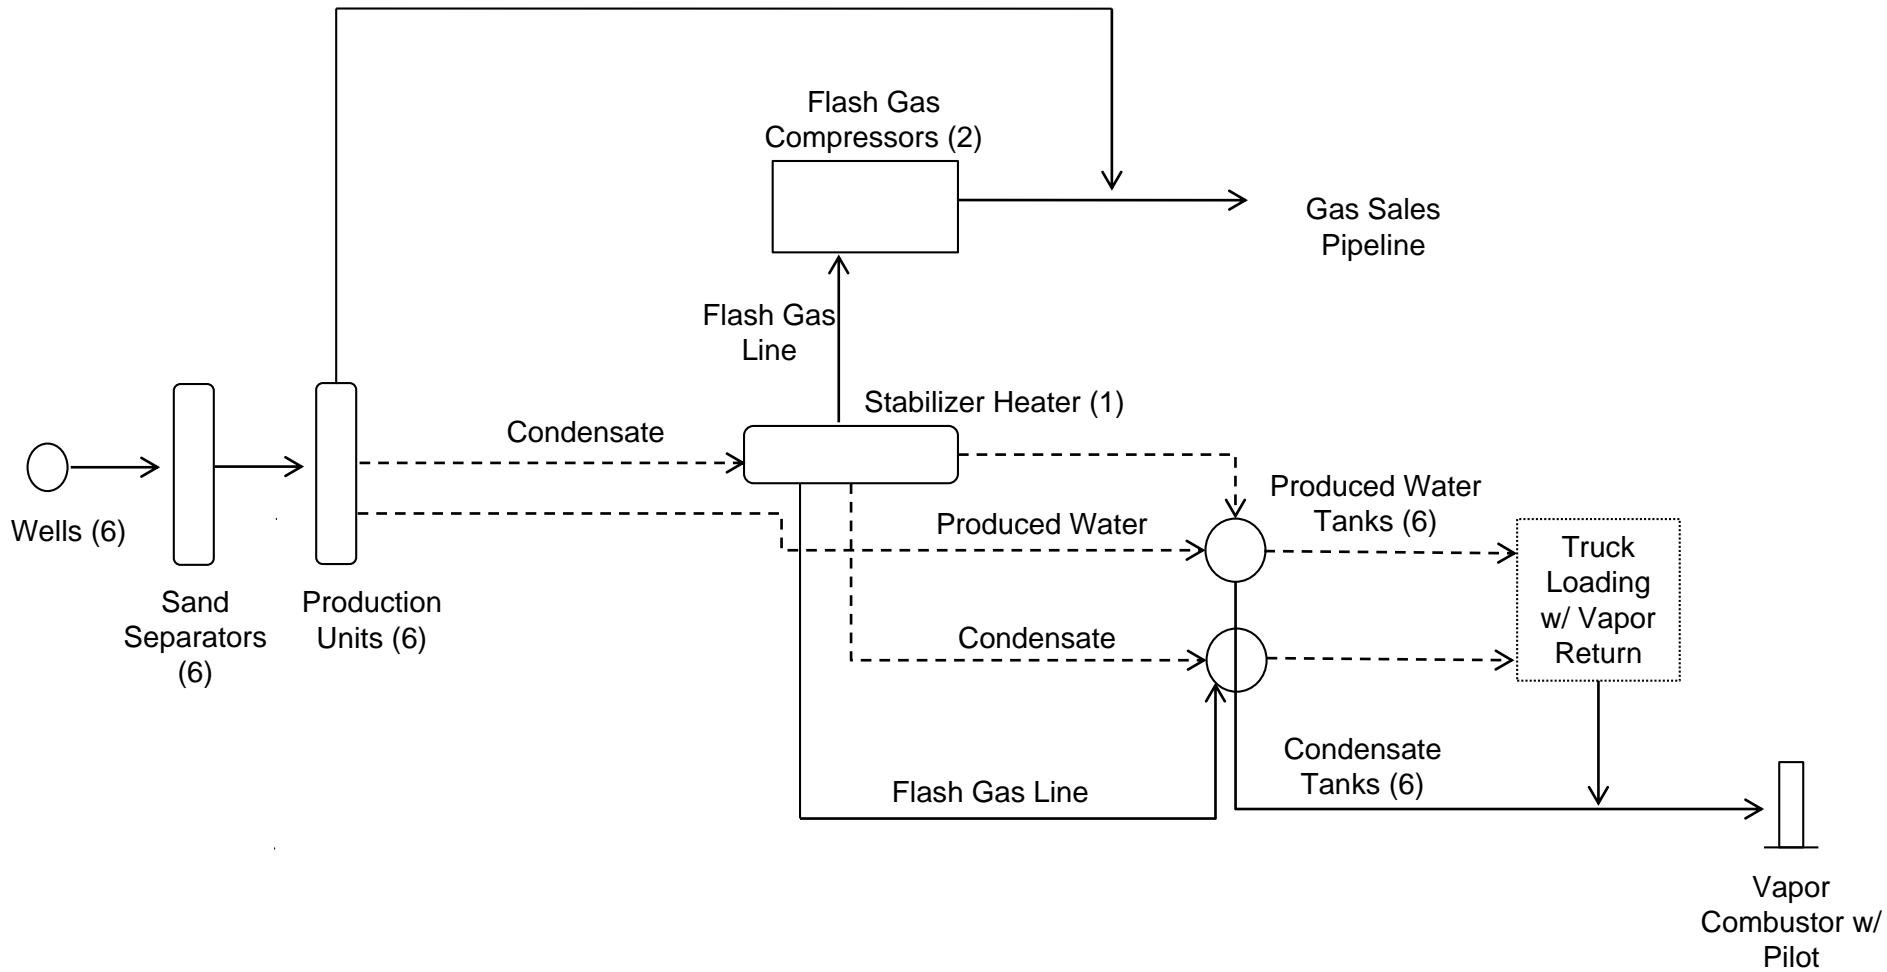 Flash Gas
Compressors (2)
Gas Sales
Pipeline
Flash Gas
Line
Stabilizer Heater (1)
Condensate
Produced Water
Tanks (6)
Wells (6)
Produced Water
Truck
Loading
w/ Vapor
Return
Sand
Separators
(6)
Production
Units (6)
Condensate
Condensate
Tanks (6)
Flash Gas Line
Vapor
Combustor w/
Pilot